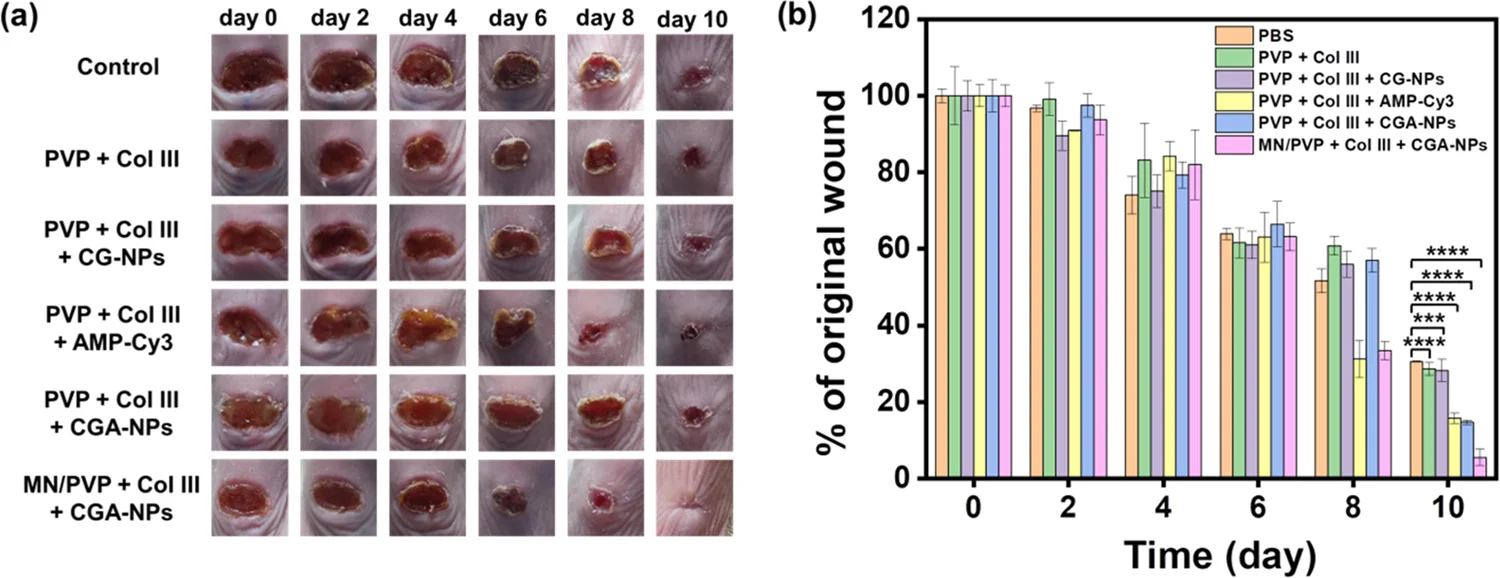 (a)
day 0 day 2 day 4 day 6 day 8 day 10
Control
PVP + Col III
PVP + Col III
+ CG-NPs
PVP + Col III
+ AMP-Cy3
PVP + Col III
+ CGA-NPs
MN/PVP + Col III
+ CGA-NPs
(b)
% of original wound
120
100
80
60
40
20
0
PBS
PVP + Col III
PVP + Col III + CG-NPs
PVP + Col III + AMP-Cy3
PVP + Col III + CGA-NPs
MN/PVP + Col III + CGA-NPs
****
****
****
***
****
0 2 4 6 8 10
Time (day)